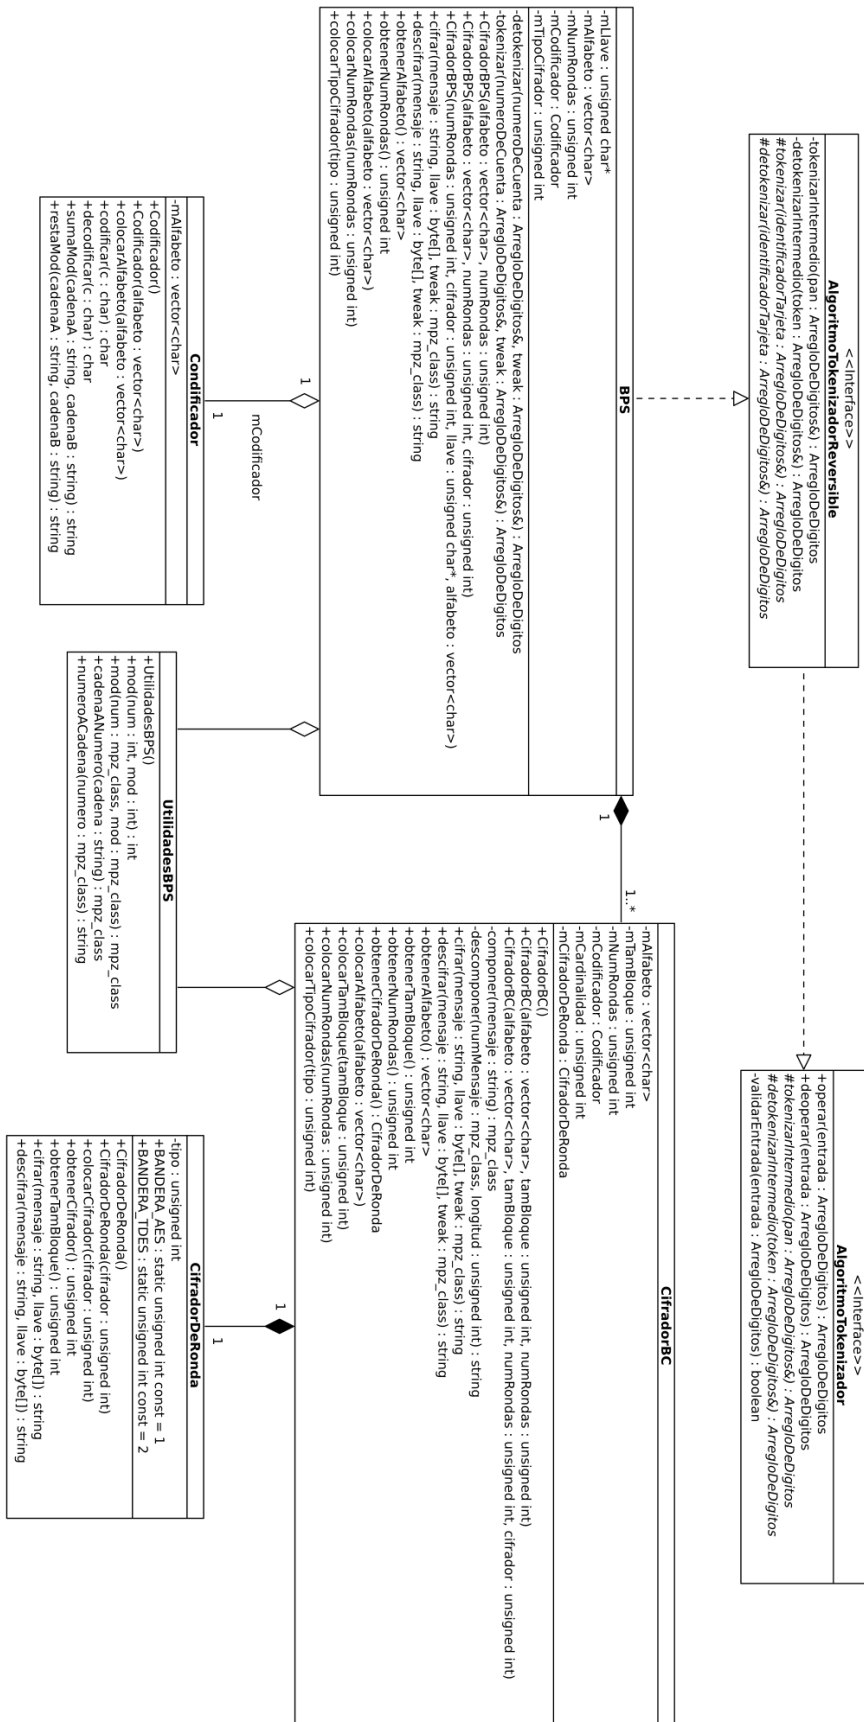 <<Interface>>
AlgoritmoTokenizadorReversible
-tokenizarIntermedio(pan : ArregloDeDigitos&) : ArregloDeDigitos
-detokenizarIntermedio(token : ArregloDeDigitos&) : ArregloDeDigitos
#tokenizar(identificadorTarjeta : ArregloDeDigitos&) : ArregloDeDigitos
#detokenizar(identificadorTarjeta : ArregloDeDigitos&) : ArregloDeDigitos
<<Interface>>
AlgoritmoTokenizador
+operar(entrada : ArregloDeDigitos) : ArregloDeDigitos
+deoperar(entrada : ArregloDeDigitos) : ArregloDeDigitos
#tokenizarIntermedio(pan : ArregloDeDigitos&) : ArregloDeDigitos
#detokenizarIntermedio(token : ArregloDeDigitos&) : ArregloDeDigitos
-validarEntrada(entrada : ArregloDeDigitos) : boolean
BPS
-mLlave : unsigned char*
-mAlfabeto : vector<char>
-mNumRondas : unsigned int
-mCodificador : Codificador
-mTipoCifrador : unsigned int
-detokenizar(numeroDeCuenta : ArregloDeDigitos&, tweak : ArregloDeDigitos&) : ArregloDeDigitos
-tokenizar(numeroDeCuenta : ArregloDeDigitos&, tweak : ArregloDeDigitos&) : ArregloDeDigitos
+CifradorBPS(alfabeto : vector<char>, numRondas : unsigned int)
+CifradorBPS(alfabeto : vector<char>, numRondas : unsigned int, cifrador : unsigned int)
+CifradorBPS(numRondas : unsigned int, cifrador : unsigned int, llave : unsigned char*, alfabeto : vector<char>)
+cifrar(mensaje : string, llave : byte[], tweak : mpz_class) : string
+descifrar(mensaje : string, llave : byte[], tweak : mpz_class) : string
+obtenerAlfabeto() : vector<char>
+obtenerNumRondas() : unsigned int
+colocarAlfabeto(alfabeto : vector<char>)
+colocarNumRondas(numRondas : unsigned int)
+colocarTipoCifrador(tipo : unsigned int)
1
1..*
CifradorBC
-mAlfabeto : vector<char>
-mTamBloque : unsigned int
-mNumRondas : unsigned int
-mCodificador : Codificador
-mCardinalidad : unsigned int
-mCifradorDeRonda : CifradorDeRonda
+CifradorBC()
+CifradorBC(alfabeto : vector<char>, tamBloque : unsigned int, numRondas : unsigned int)
+CifradorBC(alfabeto : vector<char>, tamBloque : unsigned int, numRondas : unsigned int, cifrador : unsigned int)
-componer(mensaje : string) : mpz_class
-descomponer(numMensaje : mpz_class, longitud : unsigned int) : string
+cifrar(mensaje : string, llave : byte[], tweak : mpz_class) : string
+descifrar(mensaje : string, llave : byte[], tweak : mpz_class) : string
+obtenerAlfabeto() : vector<char>
+obtenerTamBloque() : unsigned int
+obtenerNumRondas() : unsigned int
+obtenerCifradorDeRonda() : CifradorDeRonda
+colocarAlfabeto(alfabeto : vector<char>)
+colocarTamBloque(tamBloque : unsigned int)
+colocarNumRondas(numRondas : unsigned int)
+colocarTipoCifrador(tipo : unsigned int)
1
mCodificador
1
1
1
Condificador
-mAlfabeto : vector<char>
+Codificador()
+Codificador(alfabeto : vector<char>)
+colocarAlfabeto(alfabeto : vector<char>)
+codificar(c : char) : char
+decodificar(c : char) : char
+sumaMod(cadenaA : string, cadenaB : string) : string
+restaMod(cadenaA : string, cadenaB : string) : string
UtilidadesBPS
+UtilidadesBPS()
+mod(num : int, mod : int) : int
+mod(num : mpz_class, mod : mpz_class) : mpz_class
+cadenaANumero(cadena : string) : mpz_class
+numeroACadena(numero : mpz_class) : string
CifradorDeRonda
-tipo : unsigned int
+BANDERA_AES : static unsigned int const = 1
+BANDERA_TDES : static unsigned int const = 2
+CifradorDeRonda()
+CifradorDeRonda(cifrador : unsigned int)
+colocarCifrador(cifrador : unsigned int)
+obtenerCifrador() : unsigned int
+obtenerTamBloque() : unsigned int
+cifrar(mensaje : string, llave : byte[]) : string
+descifrar(mensaje : string, llave : byte[]) : string